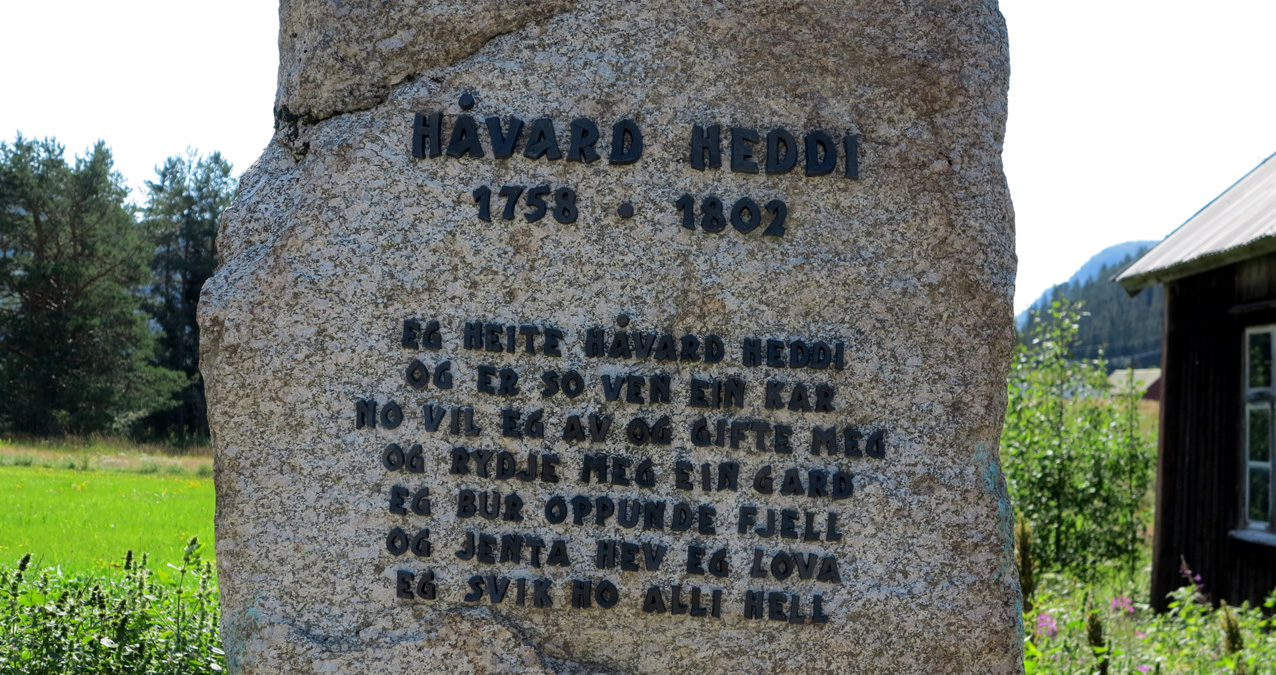 HÅVARD HEDDI
1758 · 1802
EG HEITE HÅVARD HEDDI
OG ER SO VEN EIN KAR
NO VIL EG AV OG GIFTE MEG
OG RYDJE MEG EIN GARD
EG BUR OPPUNDE FJELL
OG JENTA HEV EG LOVA
EG SVIK HO ALLI HELL